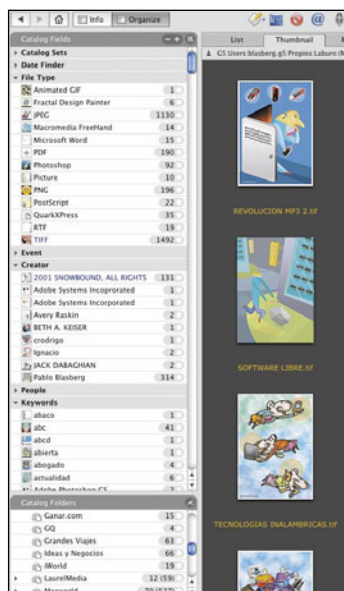 Info
Organize
Catalog Fields
Catalog Sets
Date Finder
File Type
Animated GIF 1
Fractal Design Painter 6
JPEG 1130
Macromedia FreeHand 14
Microsoft Word 15
PDF 190
Photoshop 92
Picture 10
PNG 196
PostScript 22
QuarkXPress 35
RTF 19
TIFF 1492
Event
Creator
2001 SNOWBOUND, ALL RIGHTS 131
Adobe Systems Incoprorated 1
Adobe Systems Incorporated 1
Avery Raskin 2
BETH A. KEISER 1
crodrigo 1
Ignacio 2
JACK DABAGHIAN 2
Pablo Blasberg 314
People
Keywords
abaco 1
abc 41
abcd 1
abierta 1
abogado 4
actualidad 6
Adobe Photoshop CS
Catalog Folders
Ganar.com 15
GQ 4
Grandes Viajes 63
Ideas y Negocios 66
iWorld 19
LaurelMedia 12 (59)
Macworld
List
Thumbnail
G5 Users:blasberg.g5:Propios Laburo
REVOLUCION MP3 2.tif
SOFTWARE LIBRE.tif
TECNOLOGIAS INALAMBRICAS.tif